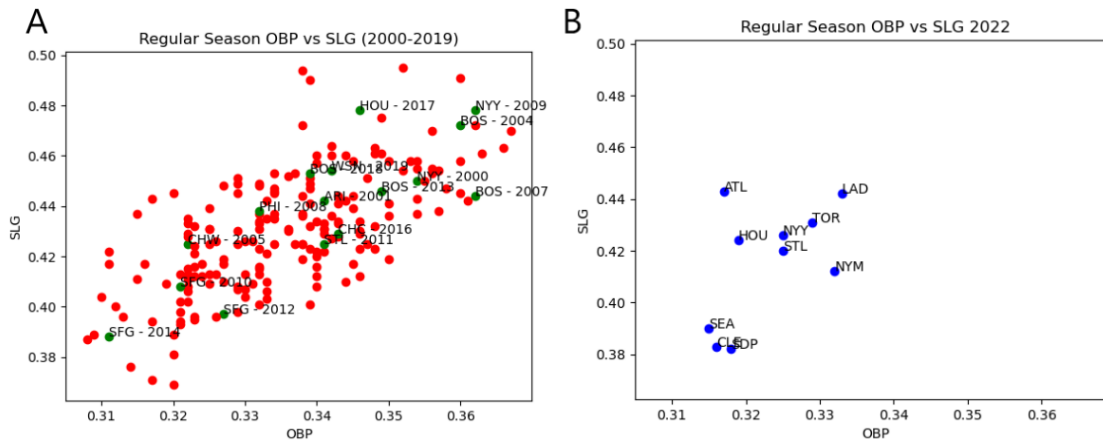 A
Regular Season OBP vs SLG (2000-2019)
SLG
0.50
0.48
0.46
0.44
0.42
0.40
0.38
HOU - 2017
NYY - 2009
BOS - 2004
BOS - 2018
WSN - 2019
NYY - 2000
BOS - 2013
BOS - 2007
ARI - 2001
PHI - 2008
CHC - 2016
CHW - 2005
STL - 2011
SFG - 2010
SFG - 2012
SFG - 2014
0.31 0.32 0.33 0.34 0.35 0.36
OBP
B
Regular Season OBP vs SLG 2022
SLG
0.50
0.48
0.46
0.44
0.42
0.40
0.38
ATL
LAD
TOR
HOU
NYY
STL
NYM
SEA
CLE
SDP
0.31 0.32 0.33 0.34 0.35 0.36
OBP